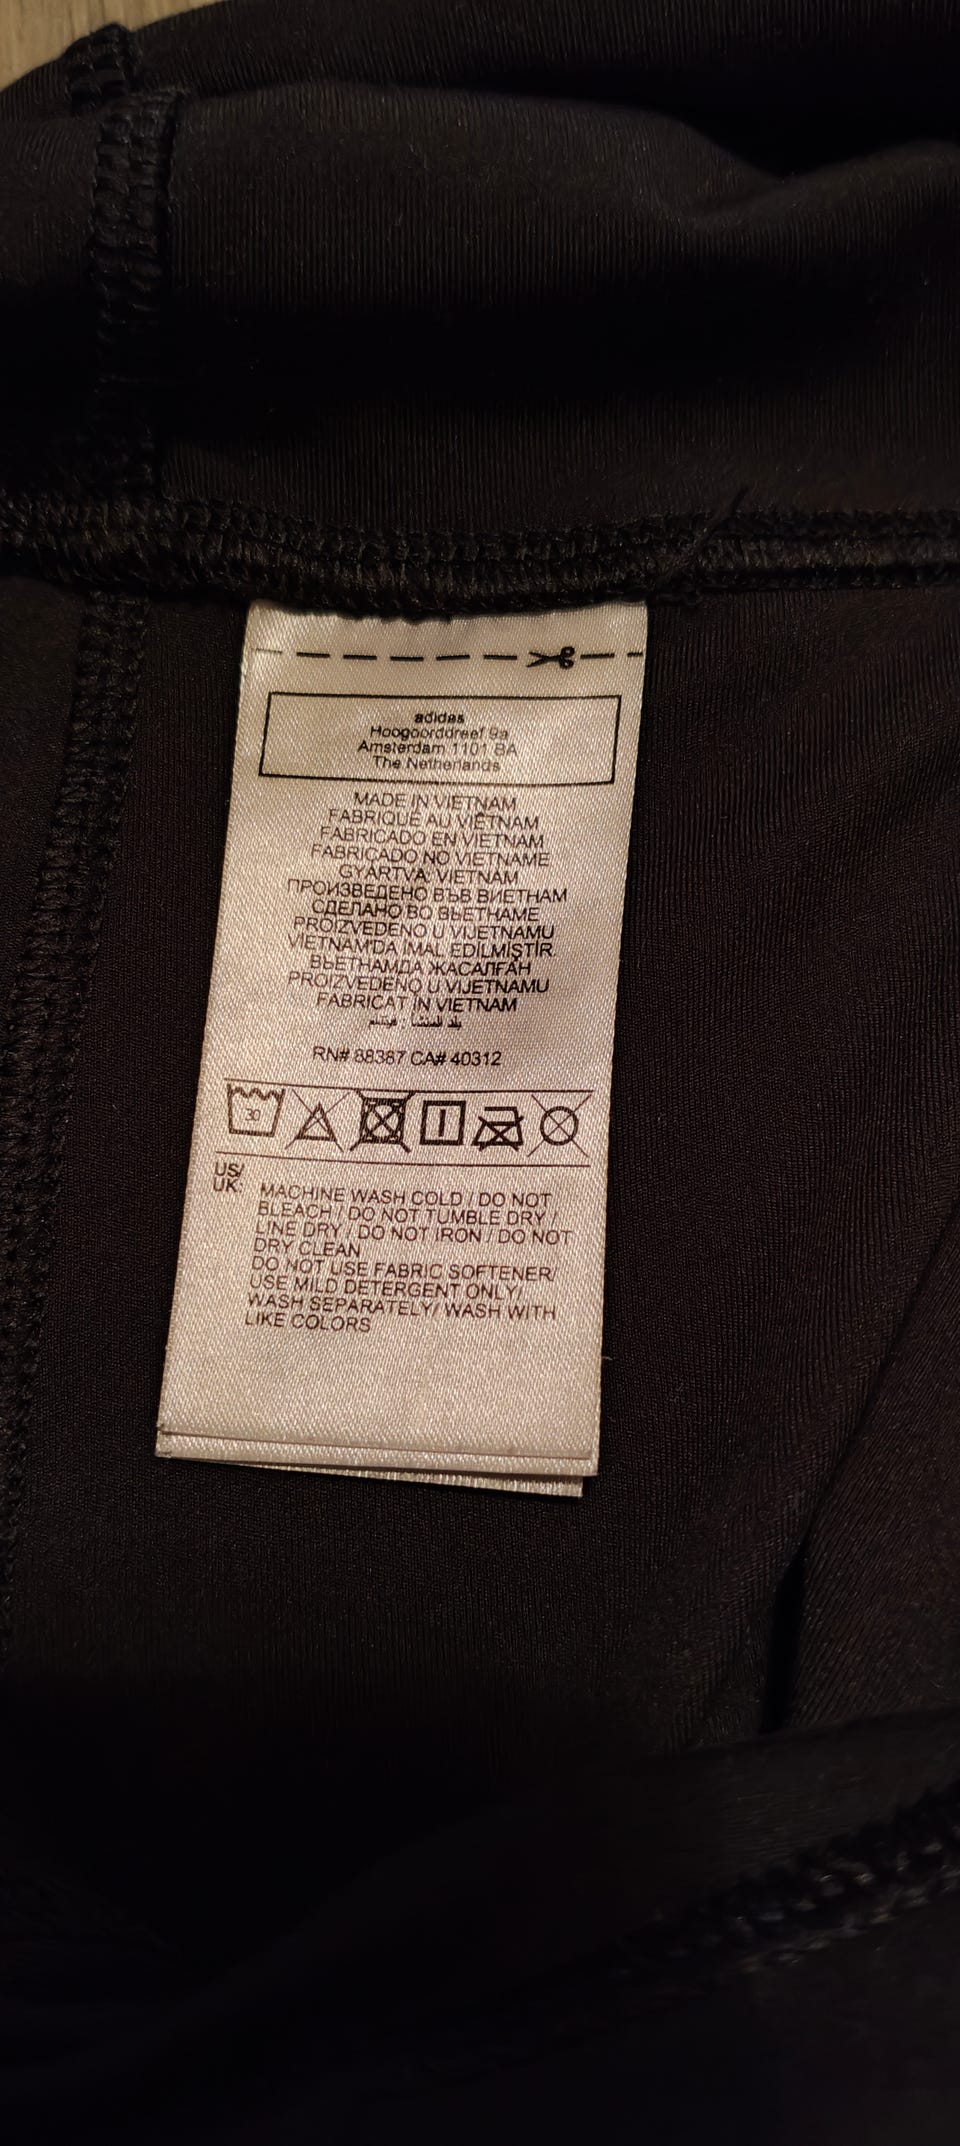 adidas
Hoogoorddreef 9a
Amsterdam 1101 BA
The Netherlands
MADE IN VIETNAM
FABRIQUÉ AU VIÊTNAM
FABRICADO EN VIETNAM
FABRICADO NO VIETNAME
GYÁRTVA: VIETNAM
ПРОИЗВЕДЕНО ВЪВ ВИЕТНАМ
СДЕЛАНО ВО ВЬЕТНАМЕ
PROIZVEDENO U VIJETNAMU
VIETNAM'DA İMAL EDİLMİŞTİR.
ВЬЕТНАМДА ЖАСАЛҒАН
PROIZVEDENO U VIJETNAMU
FABRICAT ÎN VIETNAM
بلد المنشأ : فيتنام
RN# 88387 CA# 40312
30
US/
UK:
MACHINE WASH COLD / DO NOT
BLEACH / DO NOT TUMBLE DRY /
LINE DRY / DO NOT IRON / DO NOT
DRY CLEAN
DO NOT USE FABRIC SOFTENER/
USE MILD DETERGENT ONLY/
WASH SEPARATELY/ WASH WITH
LIKE COLORS